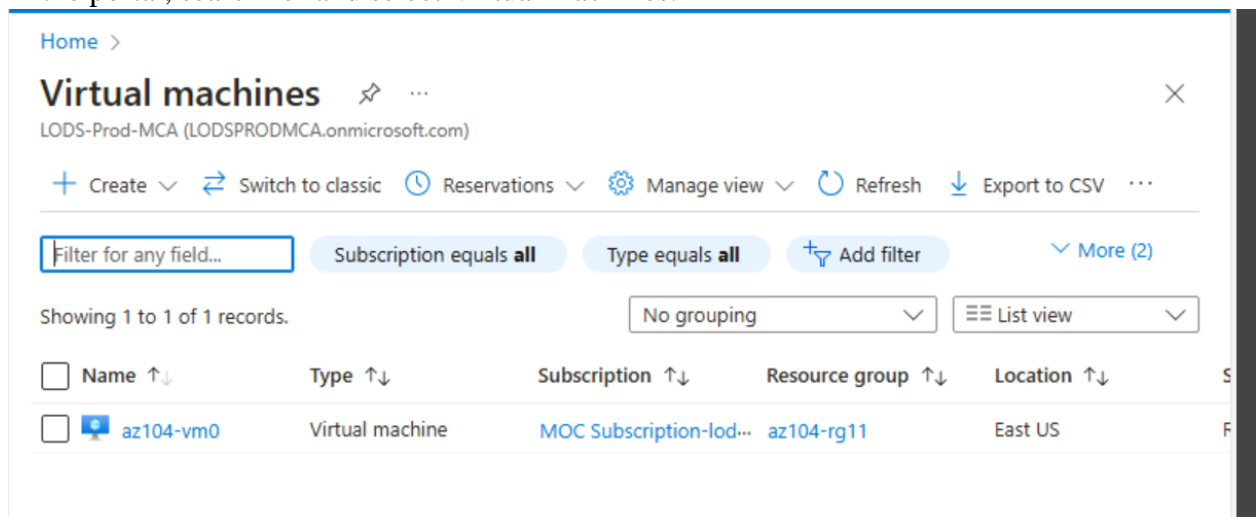 Home >
Virtual machines ...
LODS-Prod-MCA (LODSPRODMCA.onmicrosoft.com)
Create Switch to classic Reservations Manage view Refresh Export to CSV ...
Filter for any field... Subscription equals all Type equals all Add filter More (2)
Showing 1 to 1 of 1 records. No grouping List view
Name Type Subscription Resource group Location
az104-vm0 Virtual machine MOC Subscription-lod... az104-rg11 East US